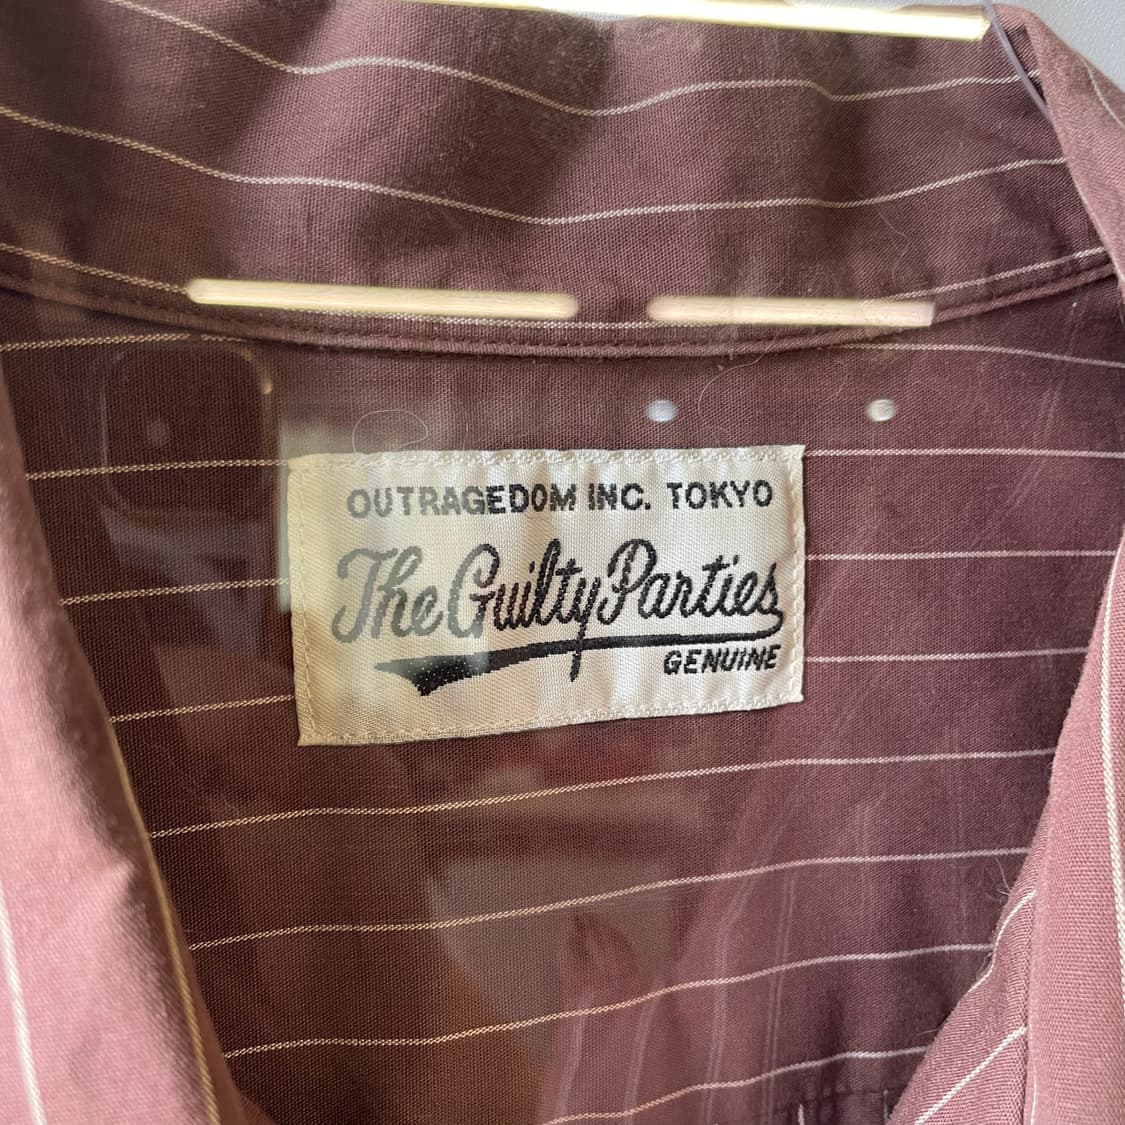 OUTRAGEDOM INC. TOKYO
The Guilty Parties
GENUINE